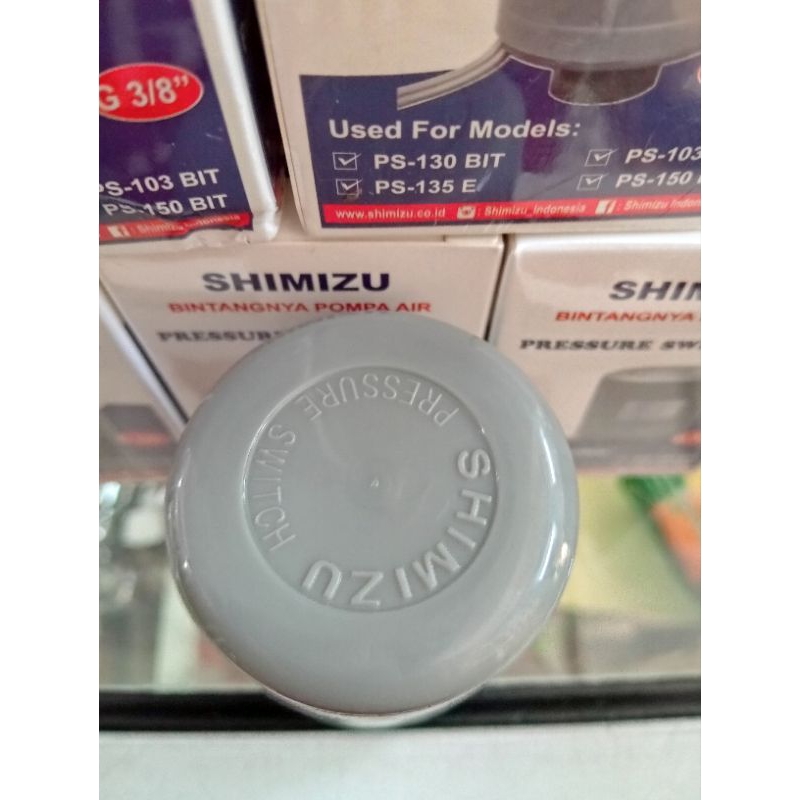 G 3/8”
PS-103 BIT
PS-150 BIT
Used For Models:
PS-130 BIT
PS-103
PS-135 E
PS-150
www.shimizu.co.id : Shimizu_Indonesia : Shimizu Indon
SHIMIZU
BINTANGNYA POMPA AIR
PRESSURE
SHIM
BINTANGNYA
PRESSURE SW
PRESSURE SWITCH
SHIMIZU